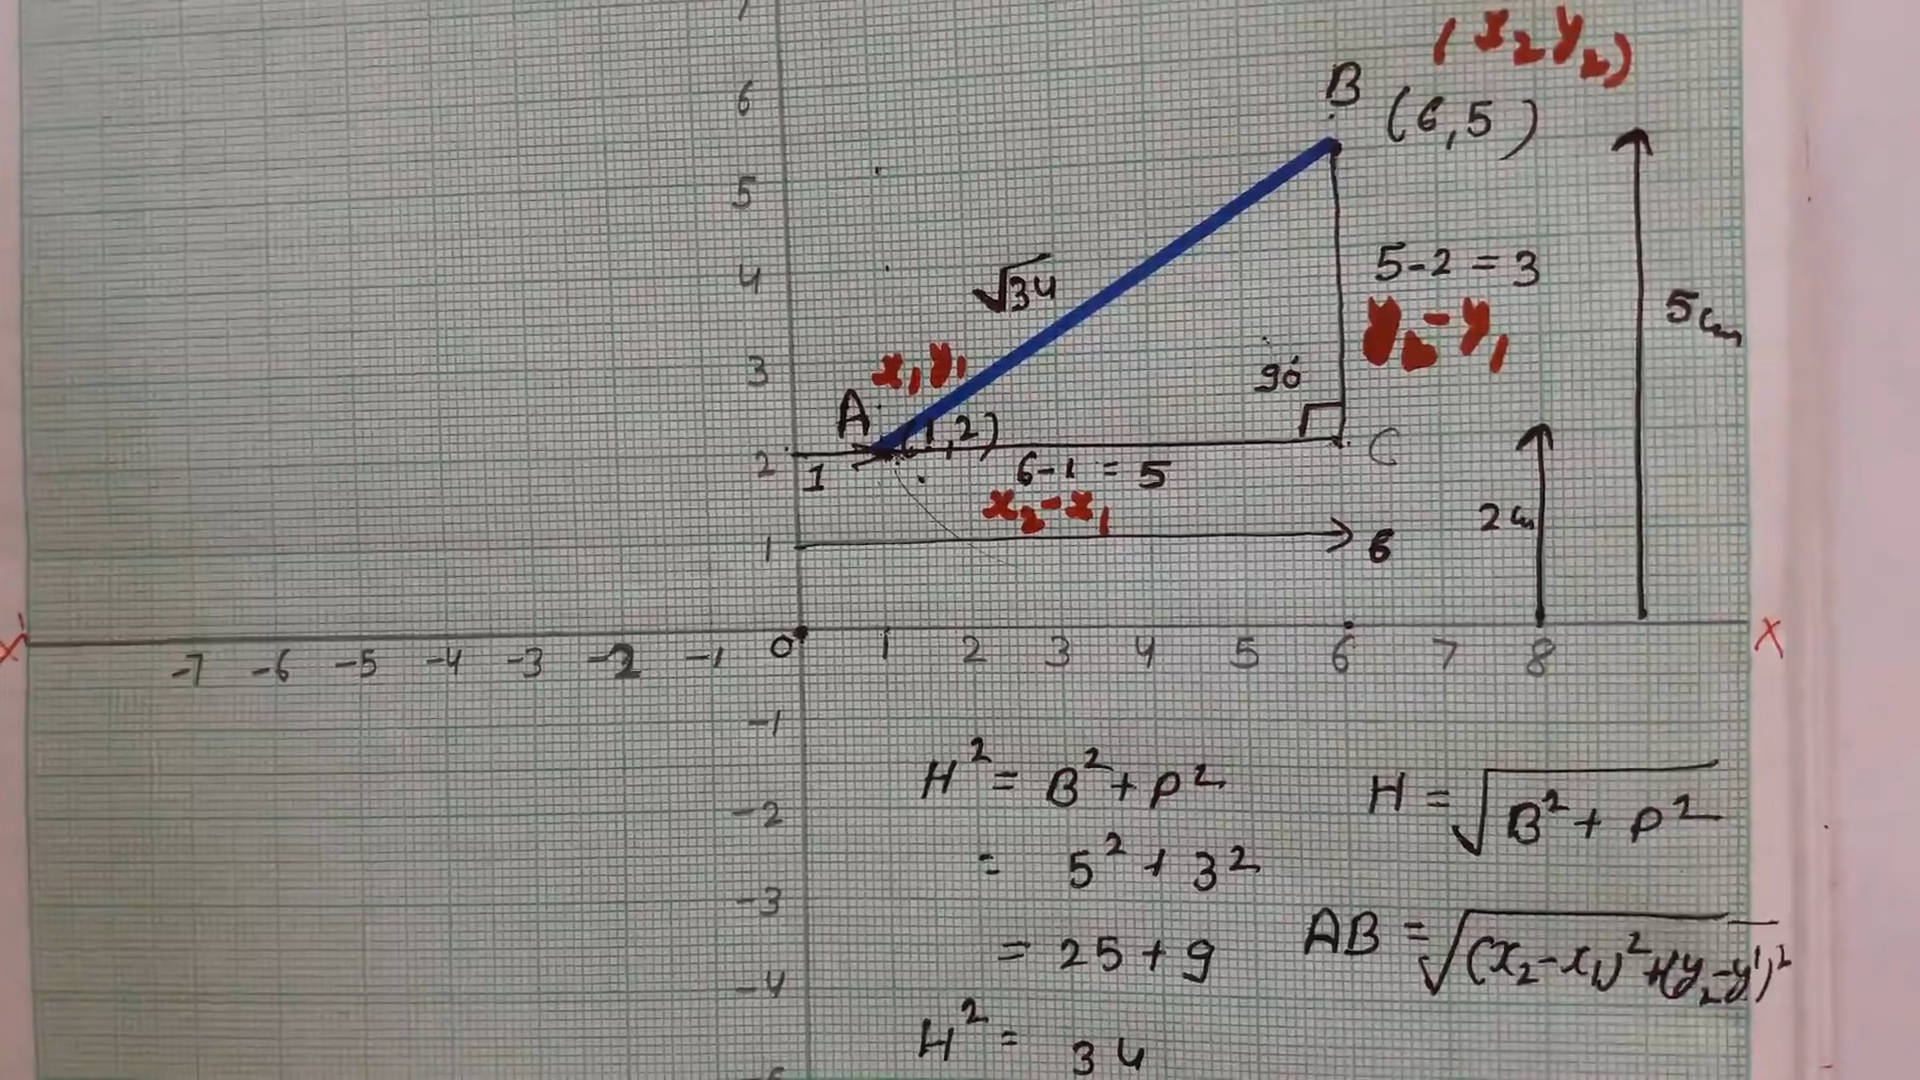 7
(x₂ y₂)
B
6
(6,5)
5
5-2 = 3
4
√34
y₂-y₁
5cm
3
x₁y₁
90°
A
(1,2)
2
1
6-1 = 5
C
x₂-x₁
2cm
1
6
X'
-7 -6 -5 -4 -3 -2 -1 0 1 2 3 4 5 6 7 8
X
-1
H² = B² + P²
H = √B² + P²
-2
= 5² + 3²
-3
= 25 + 9
AB = √(x₂-x₁)²+(y₂-y')²
-4
H² = 34